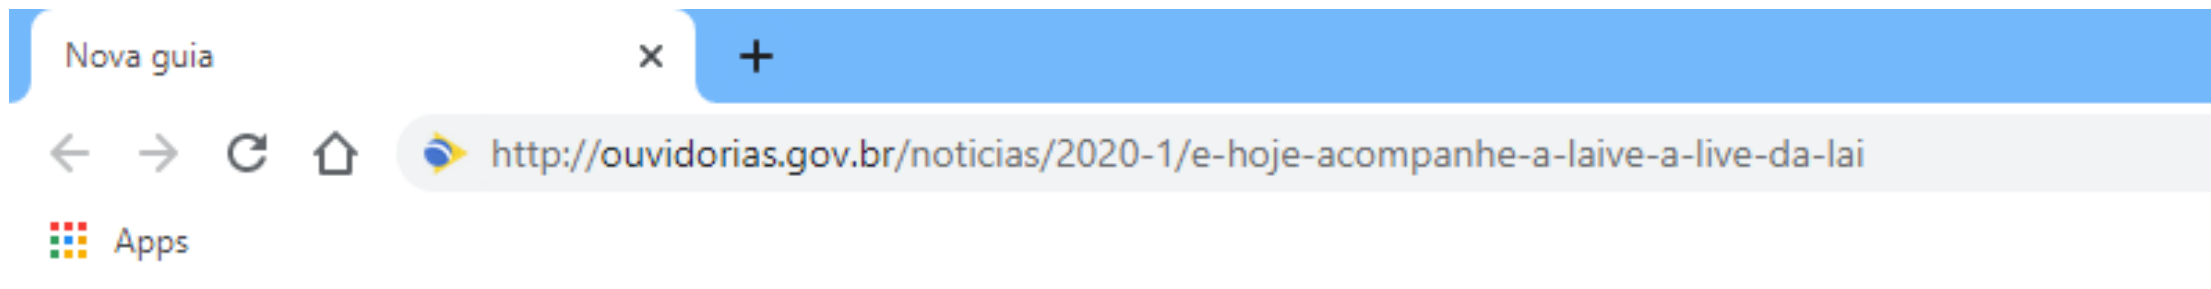 Nova guia
http://ouvidorias.gov.br/noticias/2020-1/e-hoje-acompanhe-a-laive-a-live-da-lai
Apps